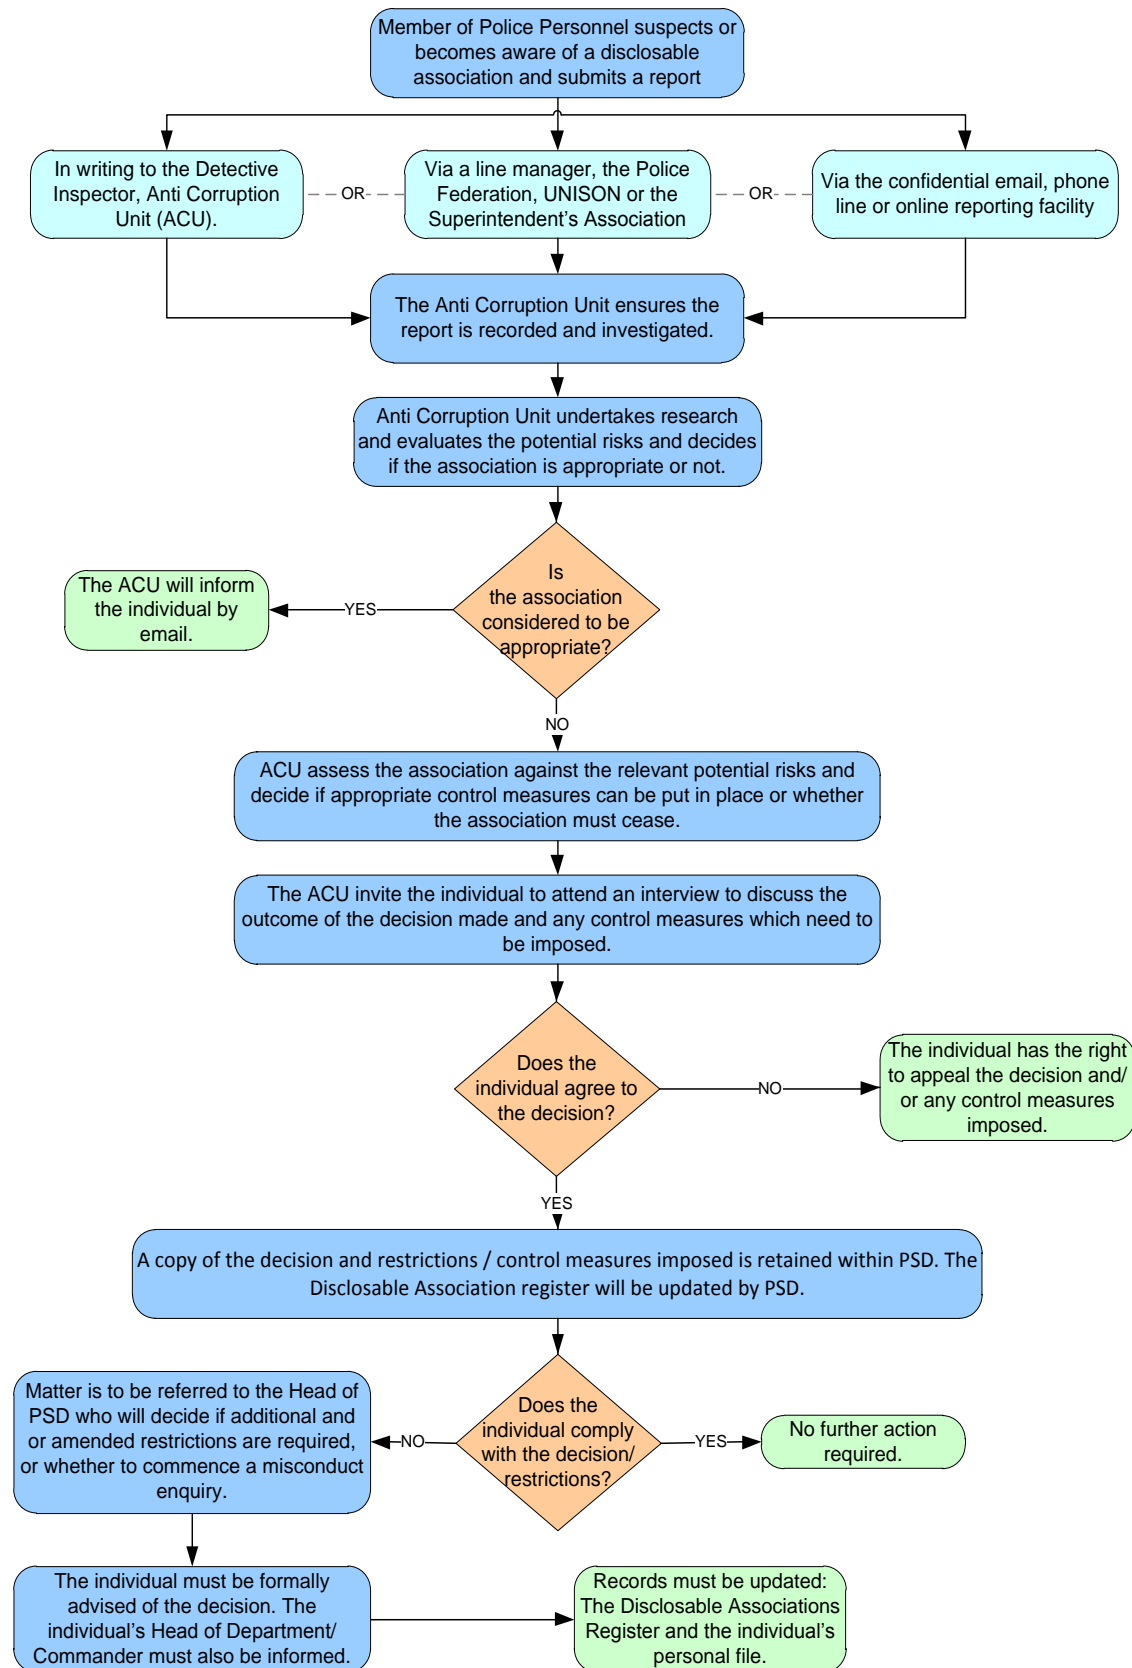 Member of Police Personnel suspects or
becomes aware of a disclosable
association and submits a report
In writing to the Detective
Inspector, Anti Corruption
Unit (ACU).
OR
Via a line manager, the Police
Federation, UNISON or the
Superintendent's Association
OR
Via the confidential email, phone
line or online reporting facility
The Anti Corruption Unit ensures the
report is recorded and investigated.
Anti Corruption Unit undertakes research
and evaluates the potential risks and decides
if the association is appropriate or not.
Is
the association
considered to be
appropriate?
YES
The ACU will inform
the individual by
email.
NO
ACU assess the association against the relevant potential risks and
decide if appropriate control measures can be put in place or whether
the association must cease.
The ACU invite the individual to attend an interview to discuss the
outcome of the decision made and any control measures which need to
be imposed.
Does the
individual agree to
the decision?
NO
The individual has the right
to appeal the decision and/
or any control measures
imposed.
YES
A copy of the decision and restrictions / control measures imposed is retained within PSD. The
Disclosable Association register will be updated by PSD.
Does the
individual comply
with the decision/
restrictions?
YES
No further action
required.
NO
Matter is to be referred to the Head of
PSD who will decide if additional and
or amended restrictions are required,
or whether to commence a misconduct
enquiry.
The individual must be formally
advised of the decision. The
individual's Head of Department/
Commander must also be informed.
Records must be updated:
The Disclosable Associations
Register and the individual's
personal file.